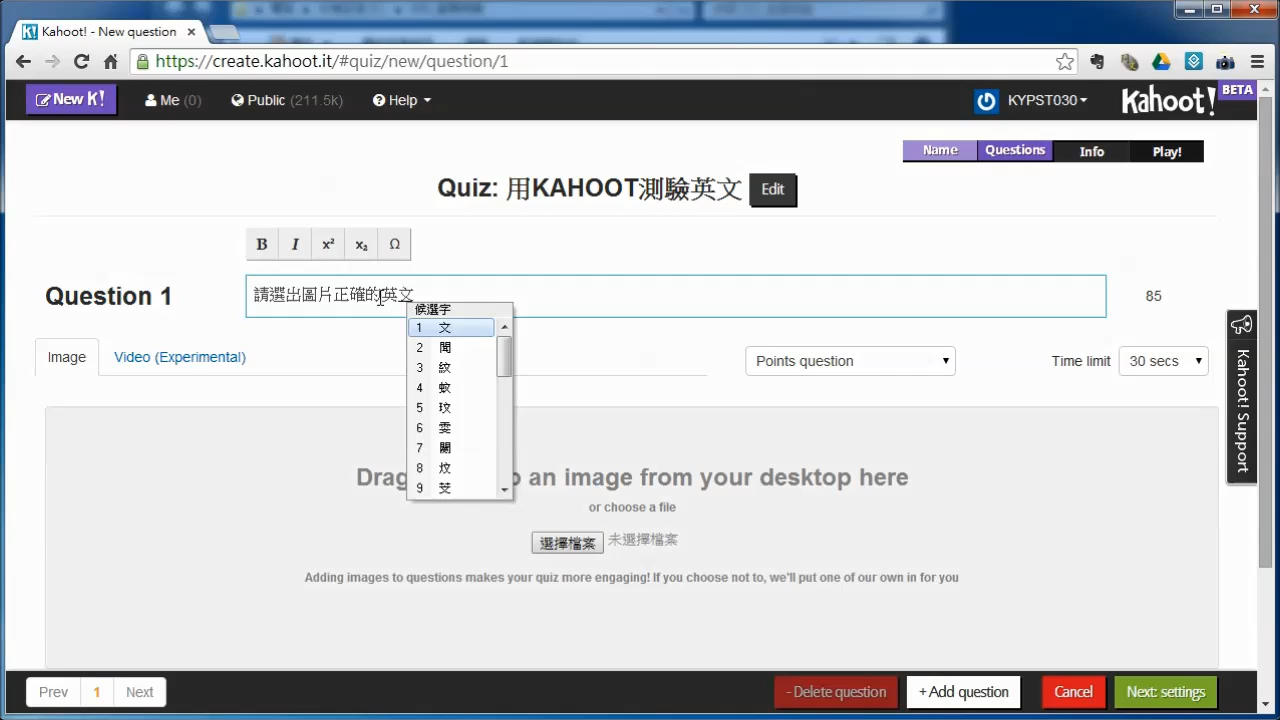 Kahoot! - New question
https://create.kahoot.it/#quiz/new/question/1
New K!
Me (0)
Public (211.5k)
Help
KYPST030
Kahoot!
BETA
Name
Questions
Info
Play!
Quiz: 用KAHOOT測驗英文
Edit
B I x² x₂ Ω
Question 1
請選出圖片正確的英文
85
候選字
1 文
2 聞
3 紋
4 蚊
5 玟
6 雯
7 閿
8 炆
9 芠
Image
Video (Experimental)
Points question
Time limit
30 secs
Kahoot! Support
Drag o an image from your desktop here
or choose a file
選擇檔案 未選擇檔案
Adding images to questions makes your quiz more engaging! If you choose not to, we'll put one of our own in for you
Prev 1 Next
- Delete question
+ Add question
Cancel
Next: settings